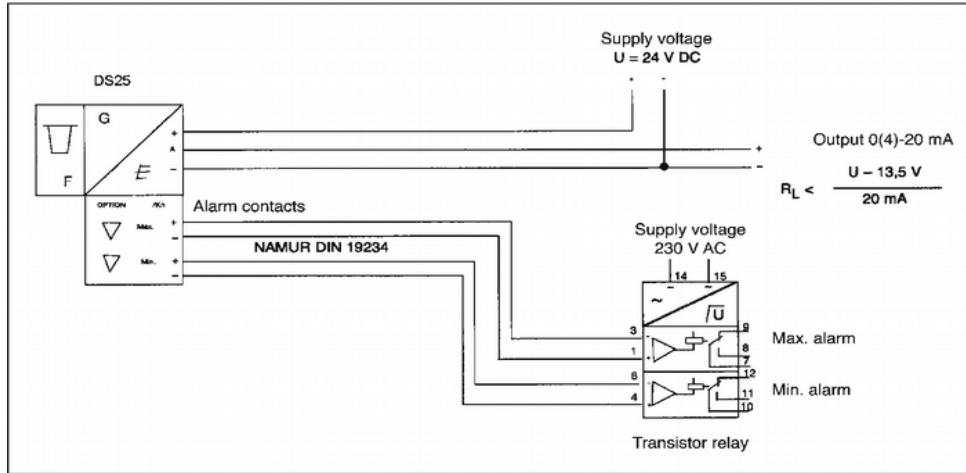 Supply voltage
U = 24 V DC
+ -
DS25
G
F
E
+
A
-
Output 0(4)-20 mA
+
-
R_L < U – 13,5 V
20 mA
OPTION /K
Alarm contacts
Max. +
-
NAMUR DIN 19234
Min. +
-
Supply voltage
230 V AC
14 15
~ ~
~
U
3 - 9
Max. alarm
8
1 + 7
6 - 12
Min. alarm
11
4 + 10
Transistor relay